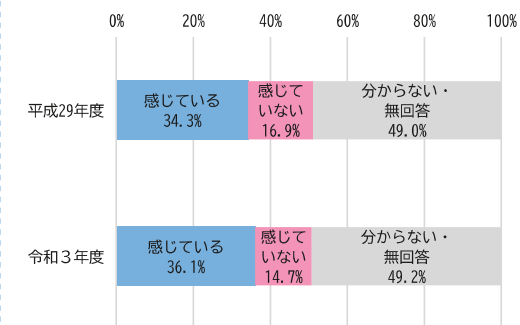 0% 20% 40% 60% 80% 100%
平成29年度
感じている
34.3%
感じて
いない
16.9%
分からない・
無回答
49.0%
令和３年度
感じている
36.1%
感じて
いない
14.7%
分からない・
無回答
49.2%